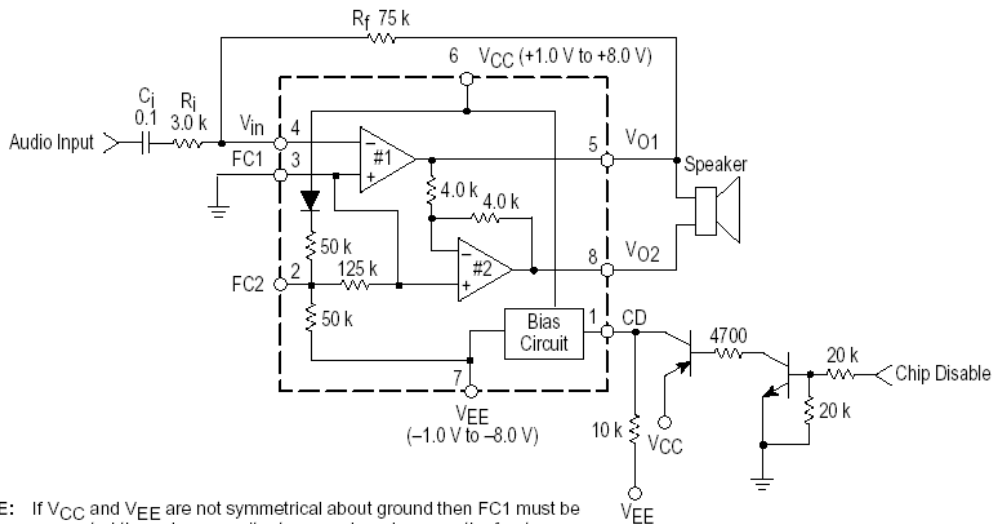 Rf 75 k
6 VCC (+1.0 V to +8.0 V)
Ci
0.1
Ri
3.0 k
Audio Input
Vin
4
FC1
3
–
#1
+
5
VO1
Speaker
4.0 k
4.0 k
50 k
FC2
2
125 k
–
#2
+
8
VO2
50 k
Bias
Circuit
1
CD
4700
20 k
Chip Disable
20 k
7
VEE
(–1.0 V to –8.0 V)
10 k
VCC
VEE
E: If VCC and VEE are not symmetrical about ground then FC1 must be